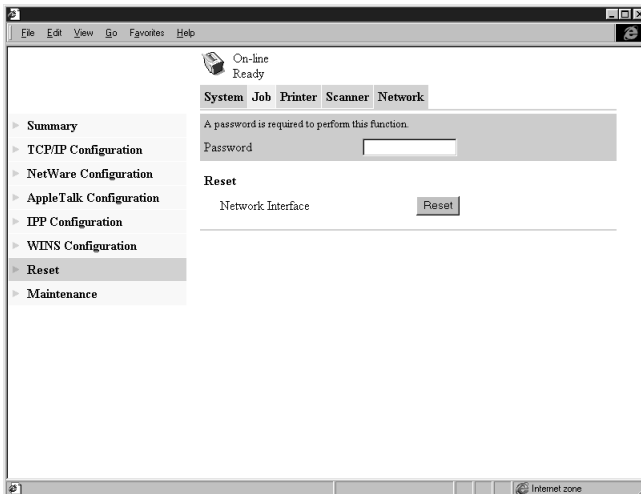 File Edit View Go Favorites Help
On-line
Ready
System Job Printer Scanner Network
Summary
TCP/IP Configuration
NetWare Configuration
AppleTalk Configuration
IPP Configuration
WINS Configuration
Reset
Maintenance
A password is required to perform this function.
Password
Reset
Network Interface Reset
Internet zone